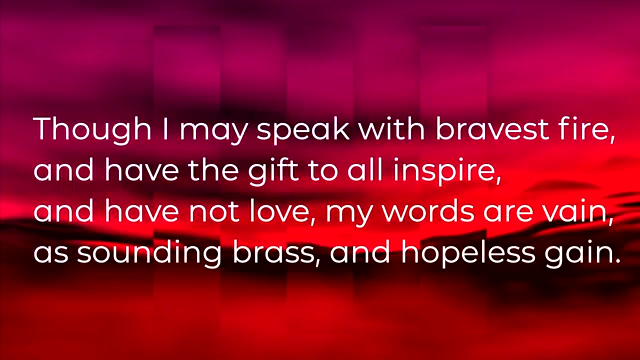 Though I may speak with bravest fire,
and have the gift to all inspire,
and have not love, my words are vain,
as sounding brass, and hopeless gain.